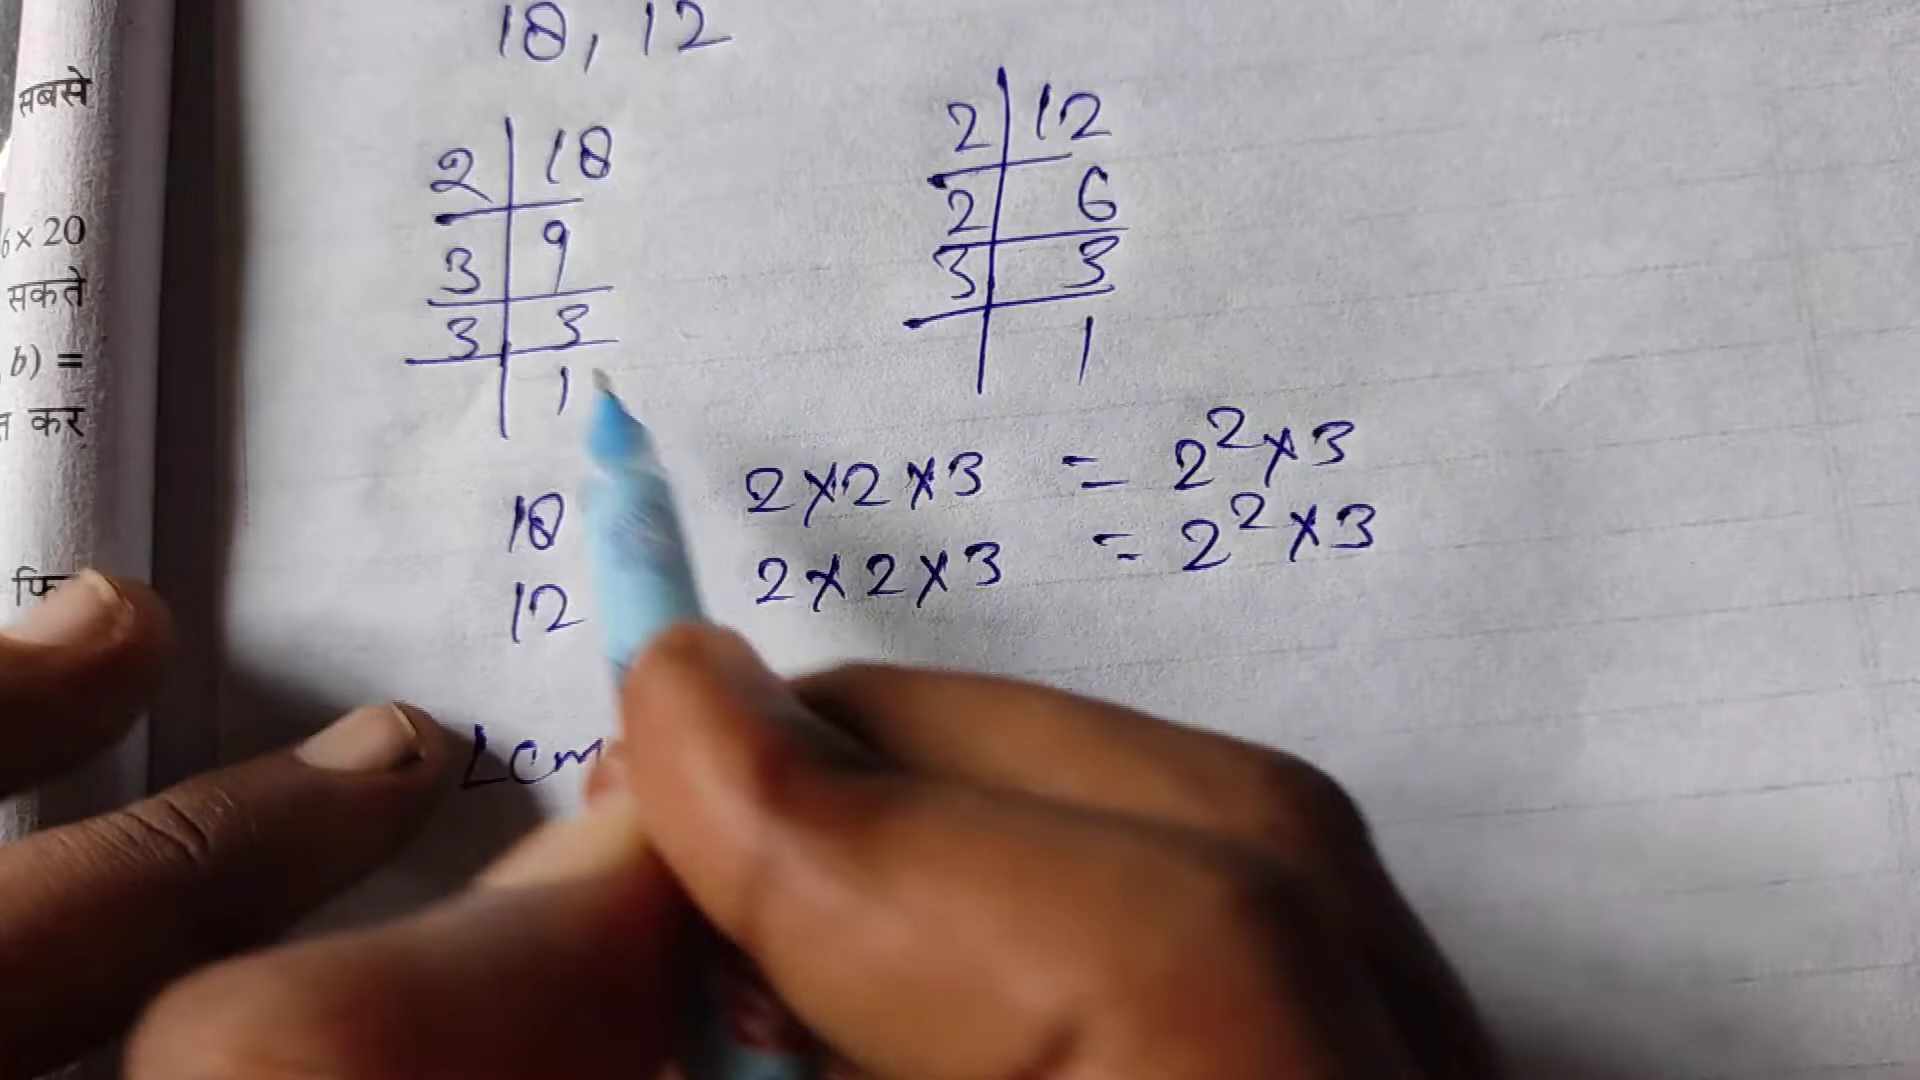 18, 12
2 | 18
3 | 9
3 | 3
1
2 | 12
2 | 6
3 | 3
1
18 2×2×3 = 2²×3
12 2×2×3 = 2²×3
Lcm
सबसे
6× 20
सकते
b) =
कर